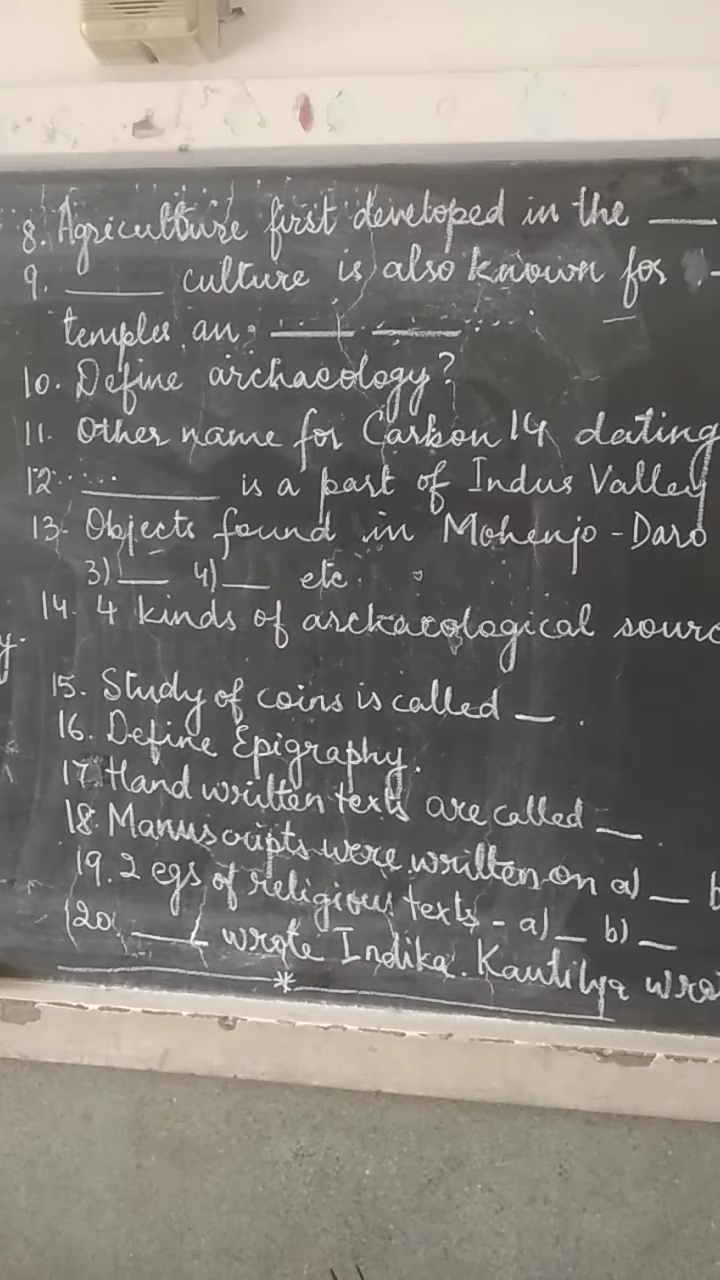 8. Agriculture first developed in the ___
9. ___ culture is also known for
temples an ___ ___
10. Define archaeology?
11. Other name for Carbon 14 dating
12. ___ is a part of Indus Valley
13. Objects found in Mohenjo-Daro
3) ___ 4) ___ etc.
14. 4 kinds of archaeological sourc
y.
15. Study of coins is called ___.
16. Define Epigraphy.
17. Hand written texts are called ___.
18. Manuscripts were written on a) ___ b
19. 2 egs of religious texts - a) ___ b) ___
20. ___ wrote Indika. Kautilya wro